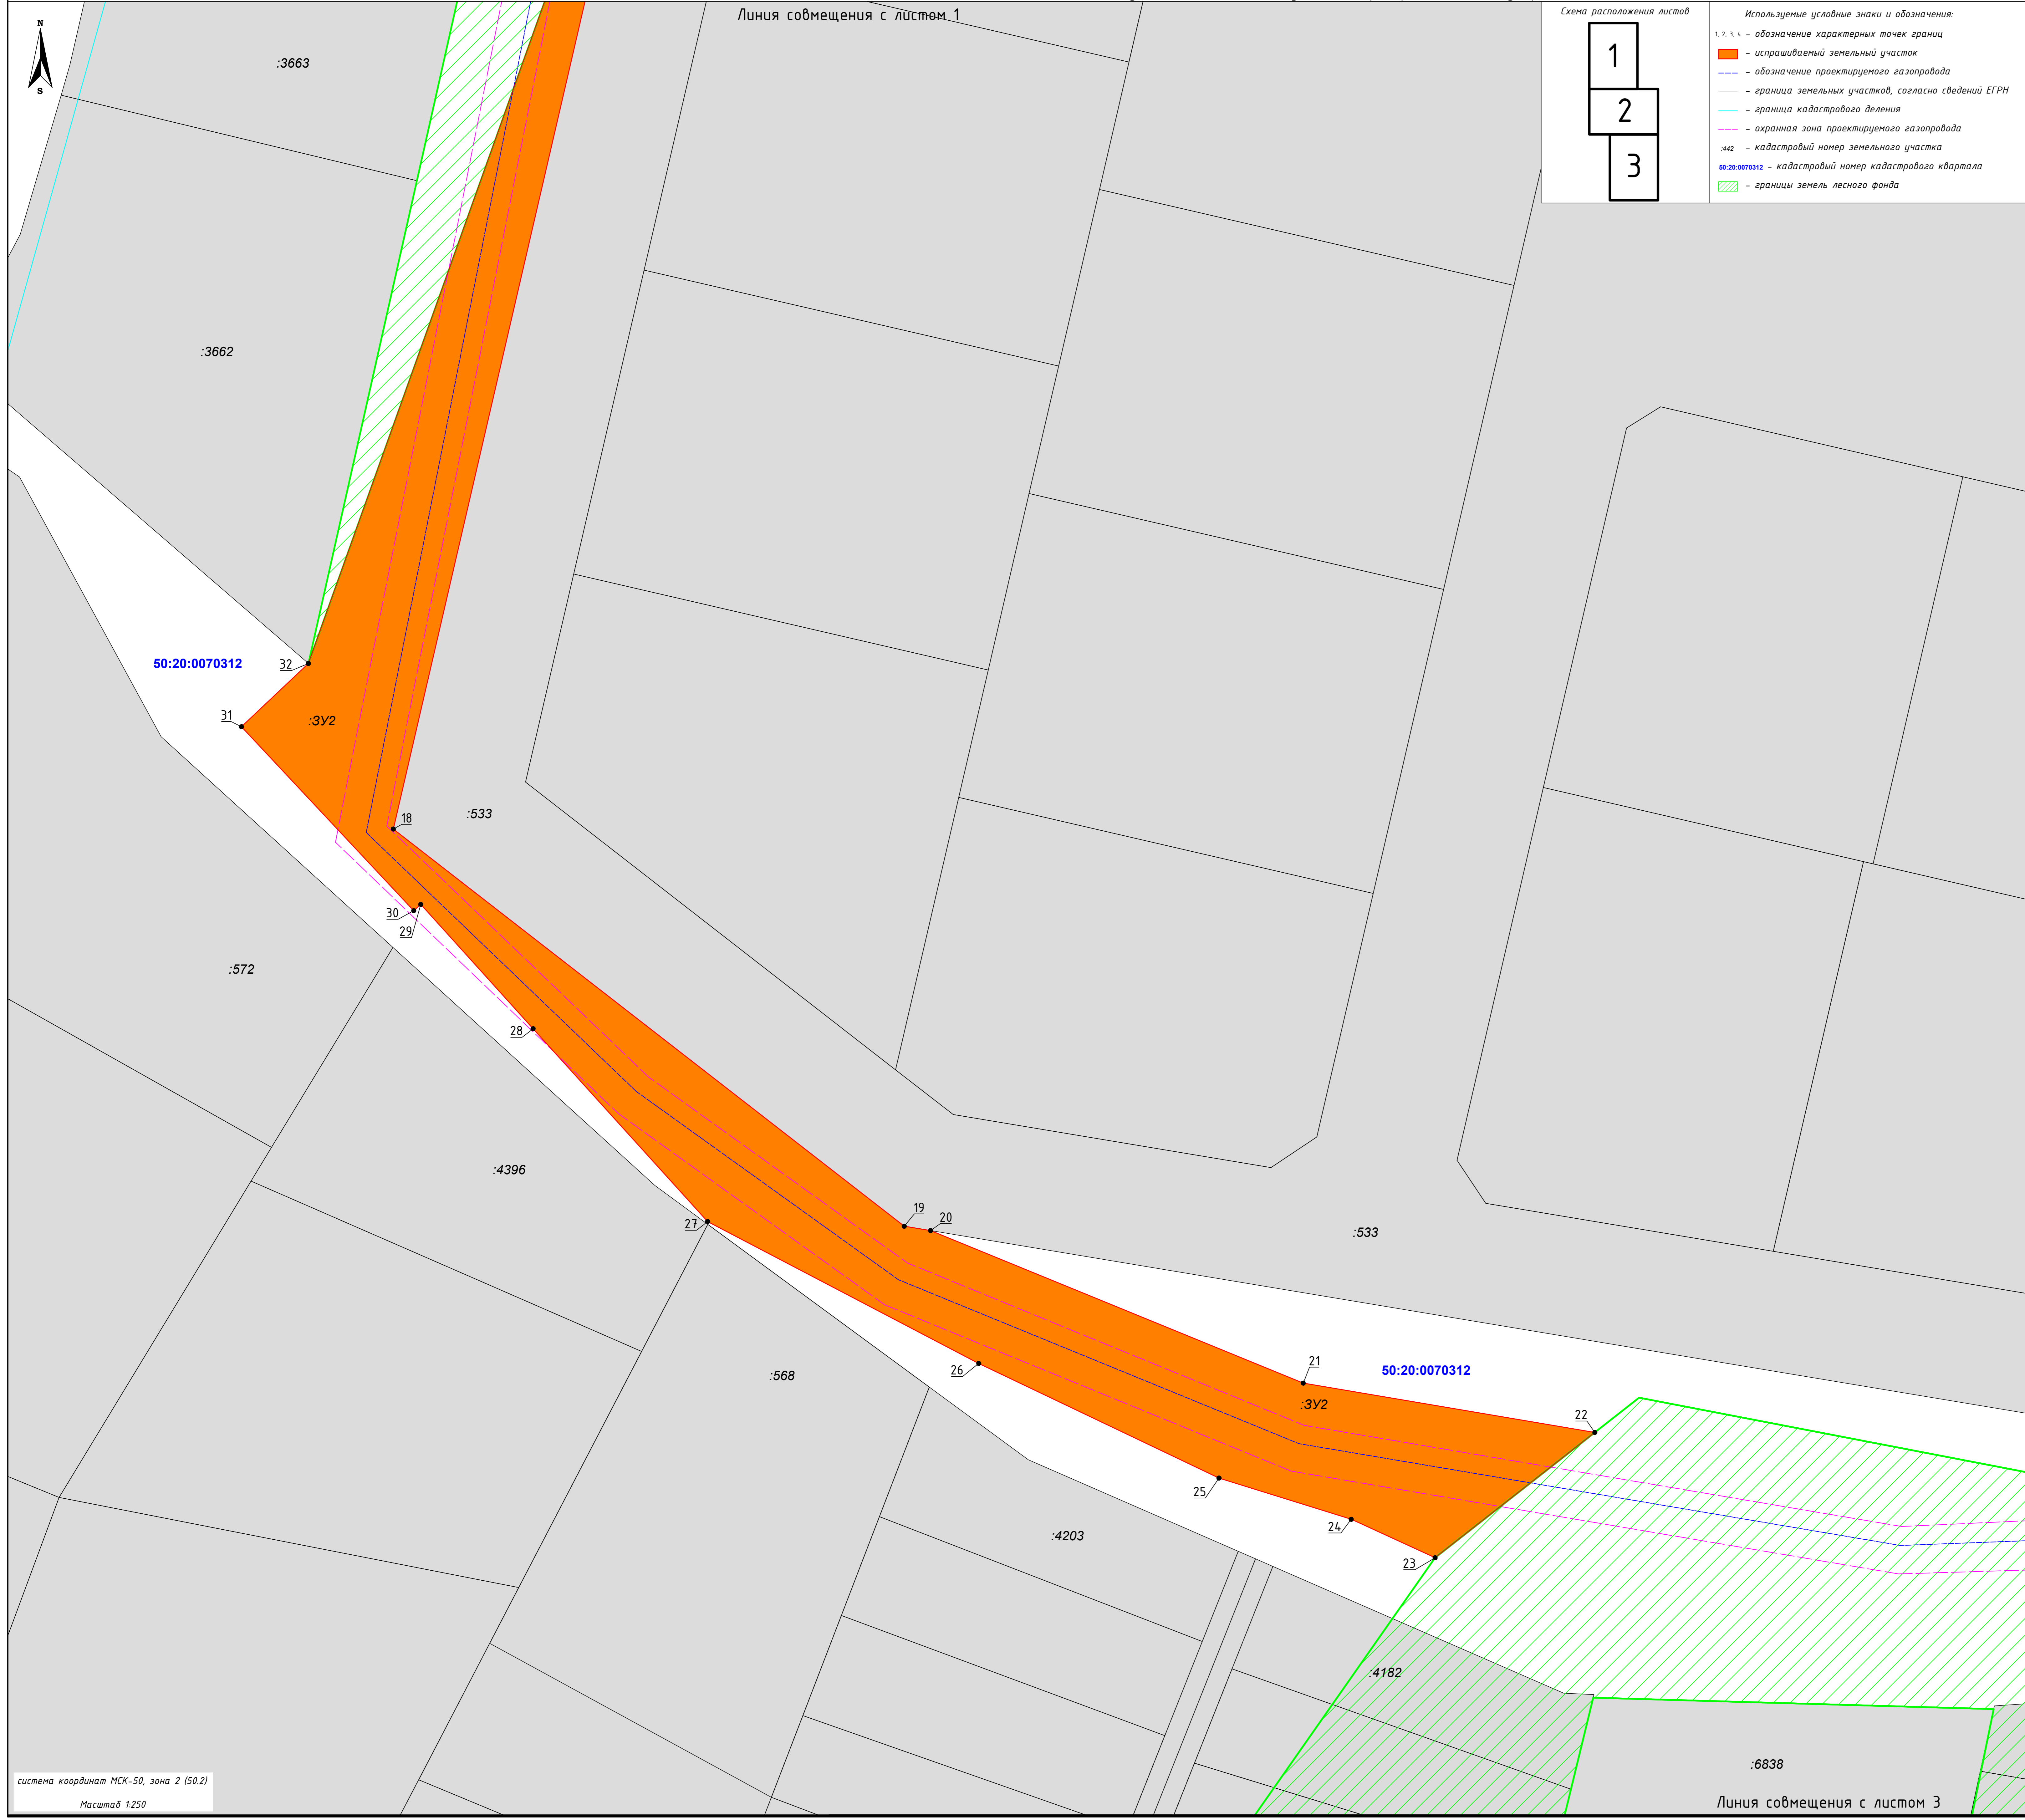 Линия совмещения с листом 1
Схема расположения листов
1
2
3
Используемые условные знаки и обозначения:
1, 2, 3, 4 – обозначение характерных точек границ
– испрашиваемый земельный участок
– обозначение проектируемого газопровода
– граница земельных участков, согласно сведений ЕГРН
– граница кадастрового деления
– охранная зона проектируемого газопровода
:442 – кадастровый номер земельного участка
50:20:0070312 – кадастровый номер кадастрового квартала
– границы земель лесного фонда
N
S
:3663
:3662
50:20:0070312
32
31
:ЗУ2
18
:533
30
29
:572
28
:4396
19
20
27
:533
21
50:20:0070312
26
:568
:ЗУ2
22
25
24
:4203
23
:4182
:6838
система координат МСК-50, зона 2 (50.2)
Масштаб 1:250
Линия совмещения с листом 3